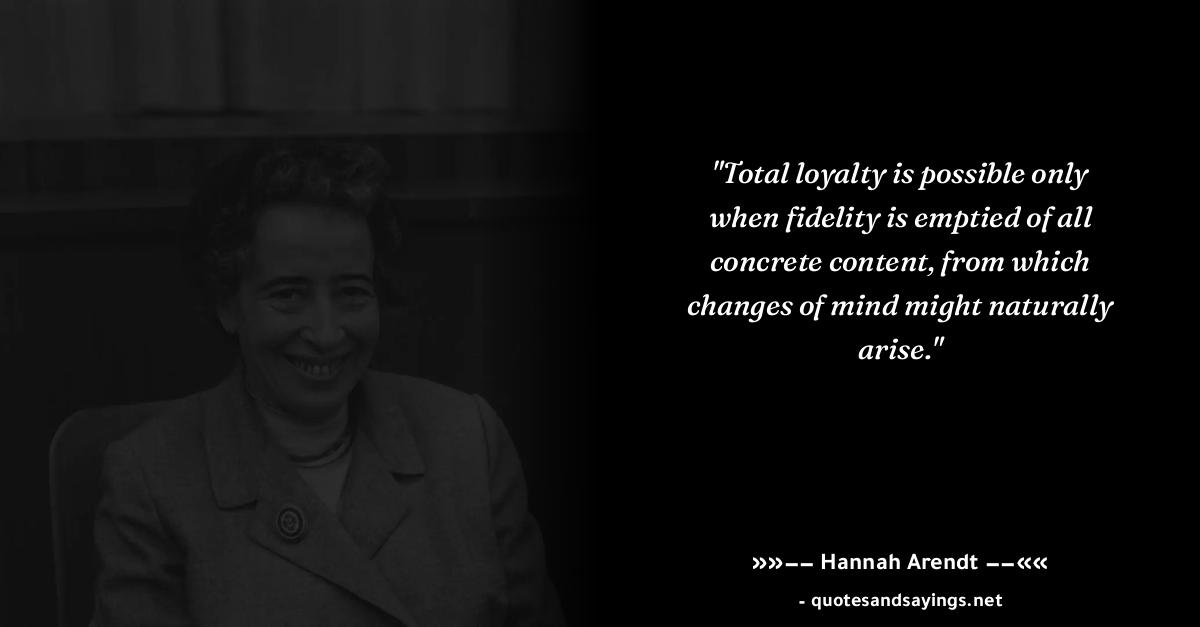 "Total loyalty is possible only
when fidelity is emptied of all
concrete content, from which
changes of mind might naturally
arise."
»»–– Hannah Arendt ––««
- quotesandsayings.net